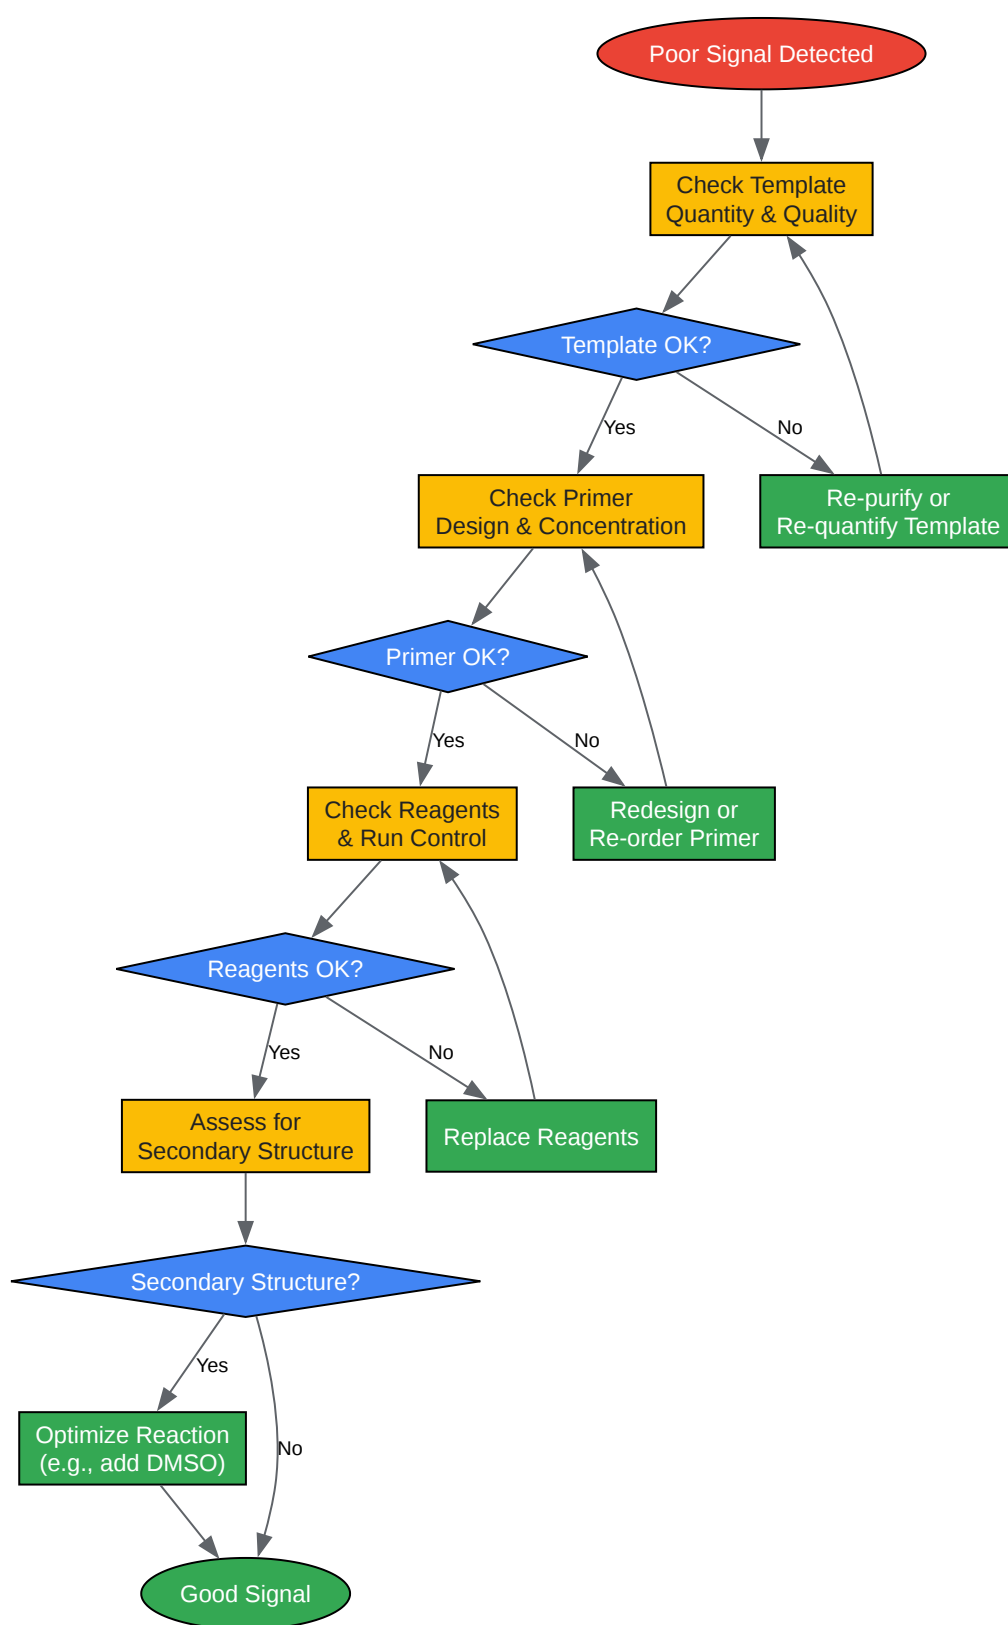 Poor Signal Detected
Check Template
Quantity & Quality
Template OK?
Yes
No
Check Primer
Design & Concentration
Re-purify or
Re-quantify Template
Primer OK?
Yes
No
Check Reagents
& Run Control
Redesign or
Re-order Primer
Reagents OK?
Yes
No
Assess for
Secondary Structure
Replace Reagents
Secondary Structure?
Yes
No
Optimize Reaction
(e.g., add DMSO)
Good Signal